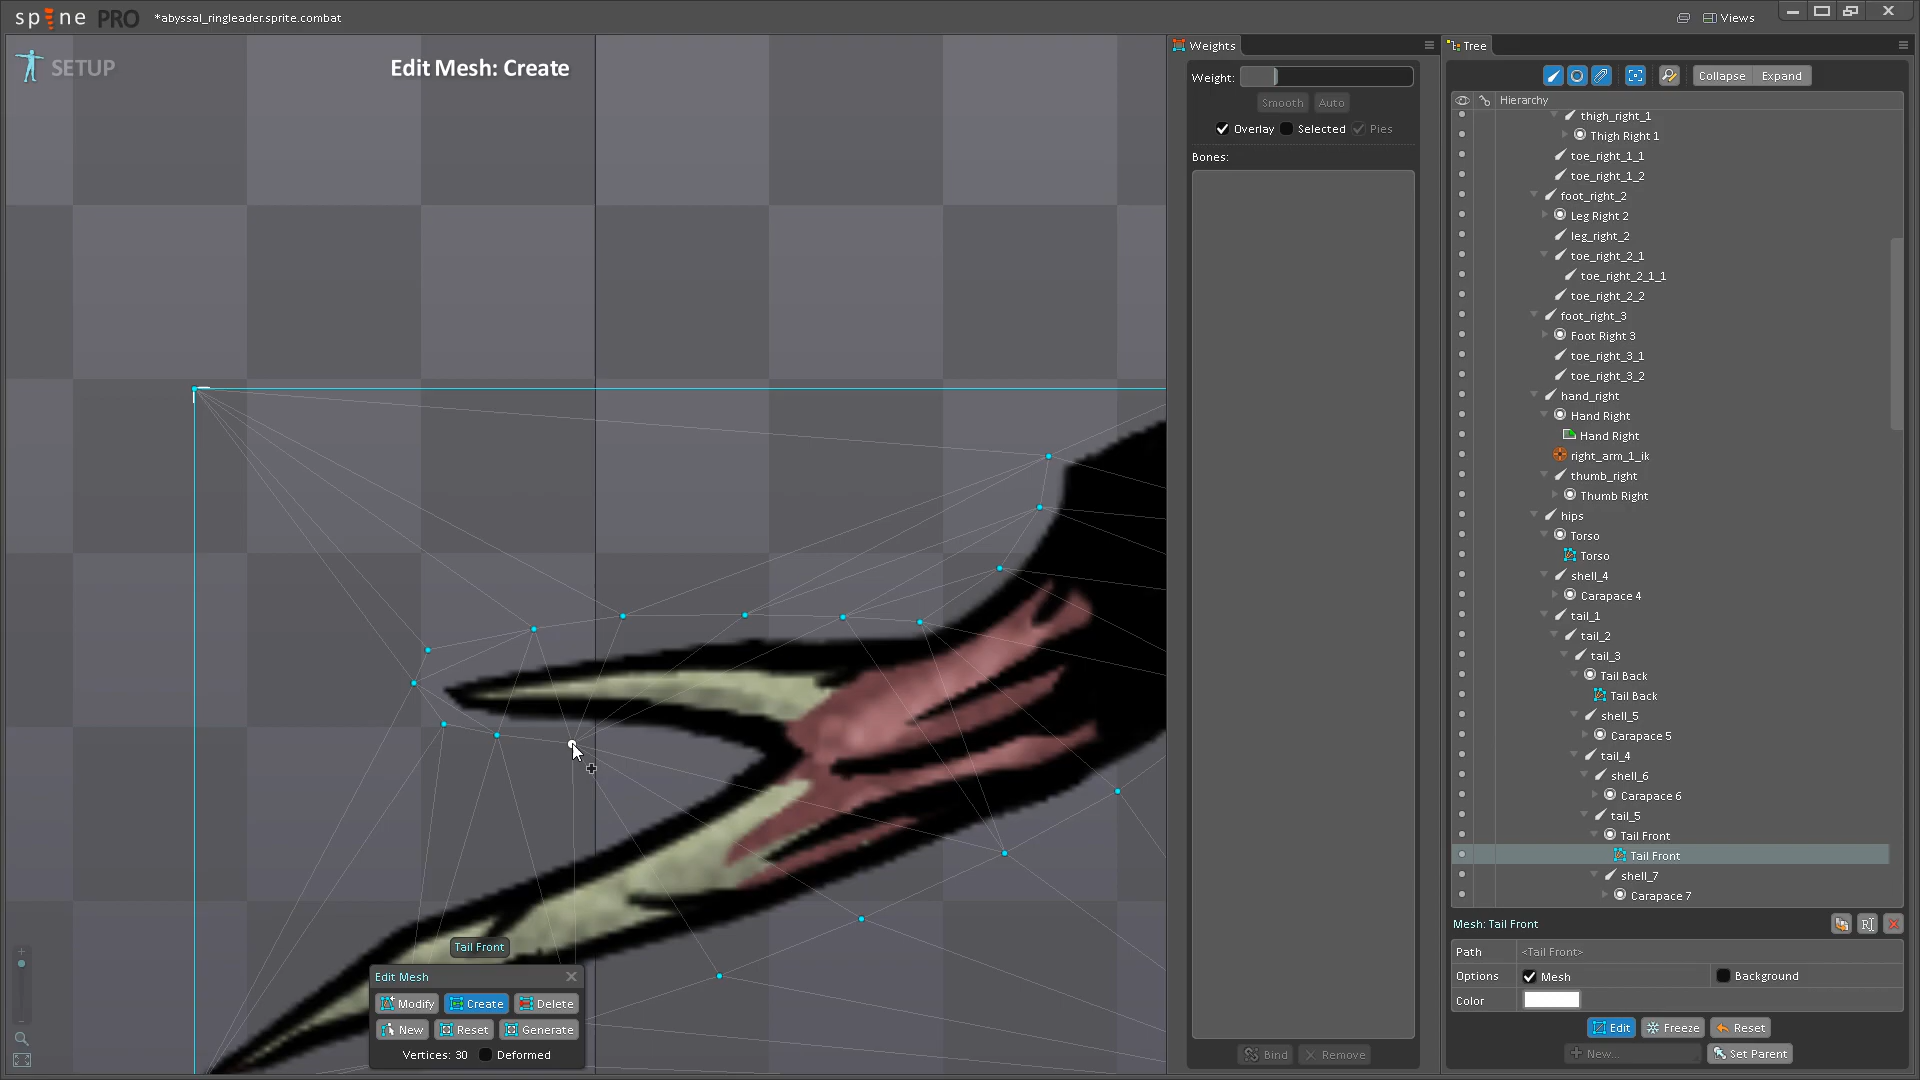 spine PRO
*abyssal_ringleader.sprite.combat
Views
SETUP
Edit Mesh: Create
Tail Front
Edit Mesh
Modify
Create
Delete
New
Reset
Generate
Vertices: 30
Deformed
Weights
Weight:
Smooth
Auto
Overlay
Selected
Pies
Bones:
Bind
Remove
Tree
Collapse
Expand
Hierarchy
thigh_right_1
Thigh Right 1
toe_right_1_1
toe_right_1_2
foot_right_2
Leg Right 2
leg_right_2
toe_right_2_1
toe_right_2_1_1
toe_right_2_2
foot_right_3
Foot Right 3
toe_right_3_1
toe_right_3_2
hand_right
Hand Right
Hand Right
right_arm_1_ik
thumb_right
Thumb Right
hips
Torso
Torso
shell_4
Carapace 4
tail_1
tail_2
tail_3
Tail Back
Tail Back
shell_5
Carapace 5
tail_4
shell_6
Carapace 6
tail_5
Tail Front
Tail Front
shell_7
Carapace 7
Mesh: Tail Front
Path
<Tail Front>
Options
Mesh
Background
Color
Edit
Freeze
Reset
New...
Set Parent